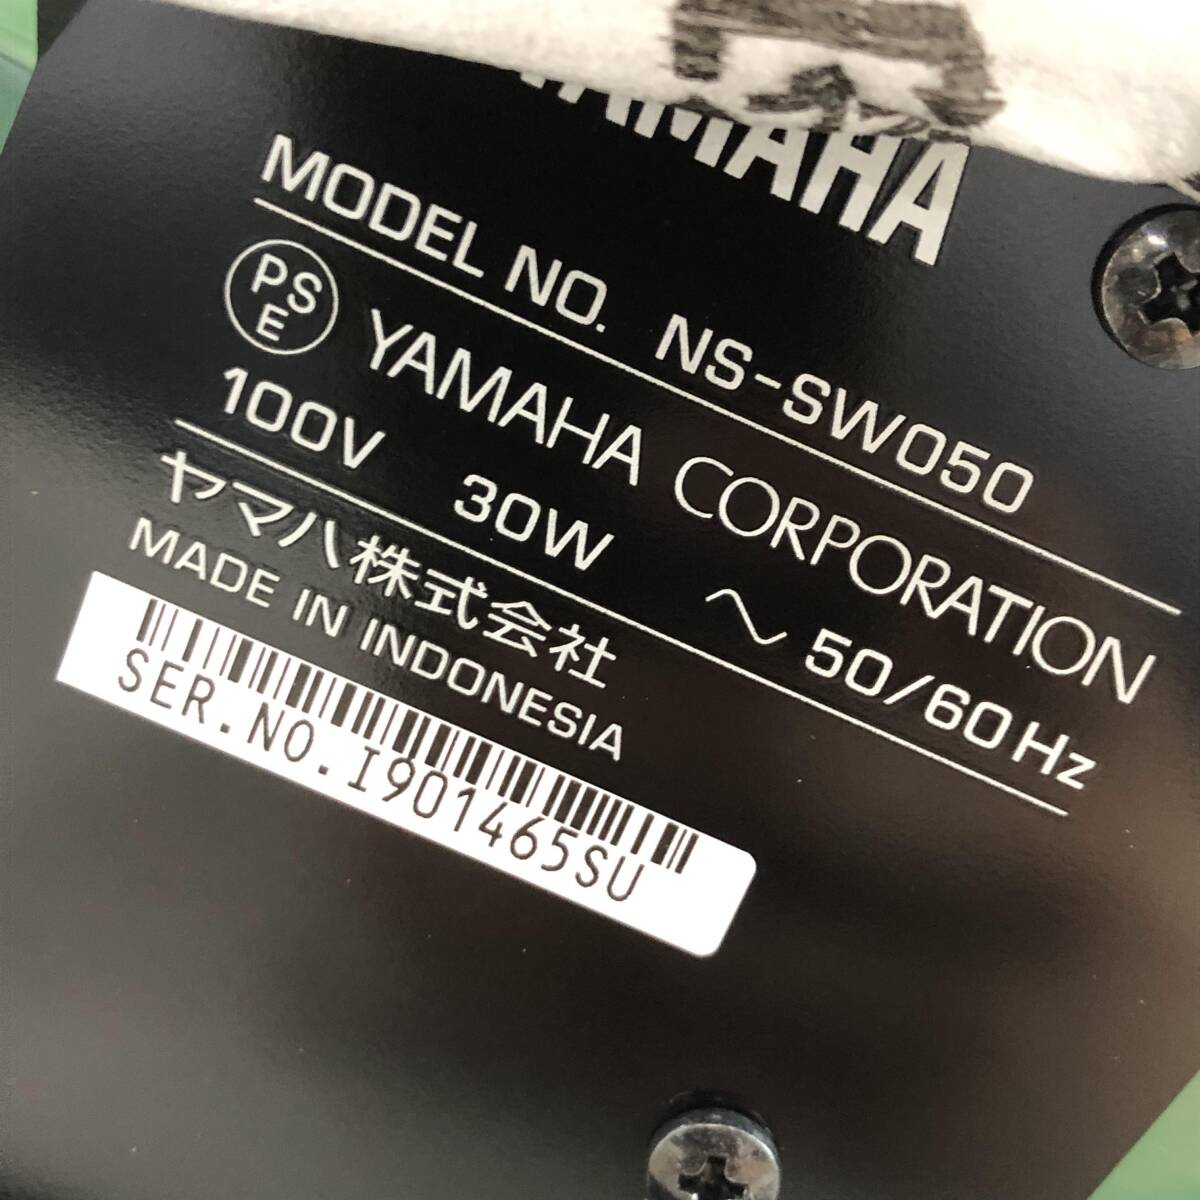 YAMAHA
MODEL NO. NS-SW050
PSE YAMAHA CORPORATION
100V 30W ～ 50/60Hz
ヤマハ株式会社
MADE IN INDONESIA
SER.NO.I901465SU